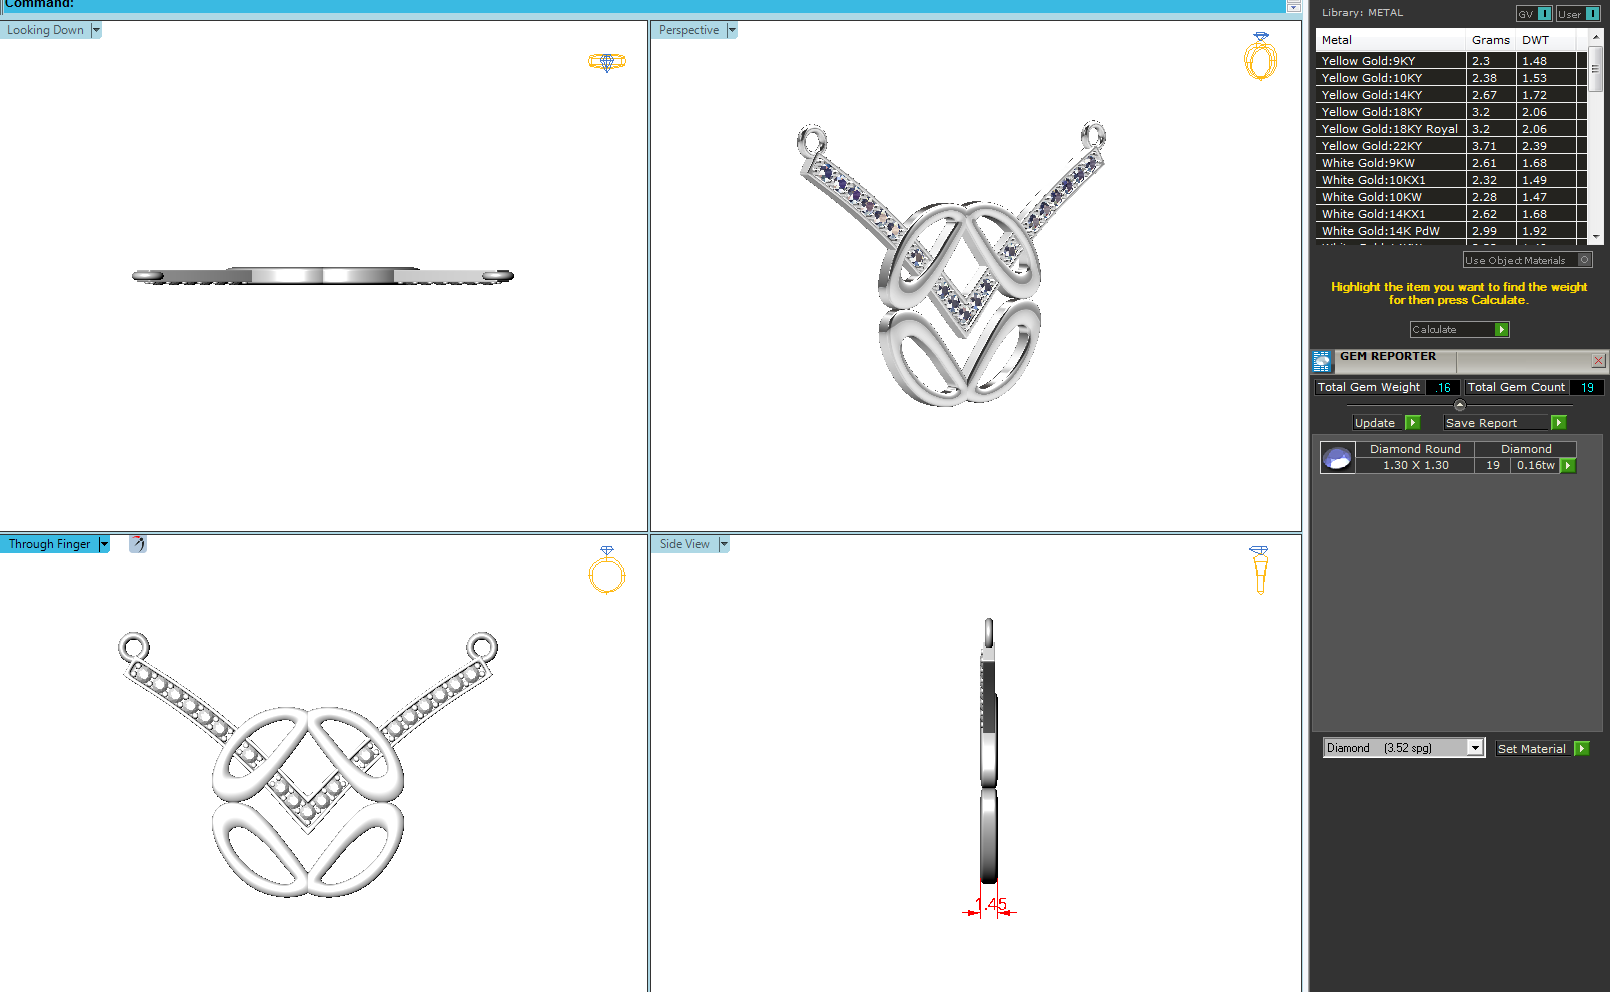 Command:
Looking Down
Perspective
Through Finger
Side View
1.45
Library: METAL GV I User I
Metal Grams DWT
Yellow Gold:9KY 2.3 1.48
Yellow Gold:10KY 2.38 1.53
Yellow Gold:14KY 2.67 1.72
Yellow Gold:18KY 3.2 2.06
Yellow Gold:18KY Royal 3.2 2.06
Yellow Gold:22KY 3.71 2.39
White Gold:9KW 2.61 1.68
White Gold:10KX1 2.32 1.49
White Gold:10KW 2.28 1.47
White Gold:14KX1 2.62 1.68
White Gold:14K PdW 2.99 1.92
Use Object Materials
Highlight the item you want to find the weight
for then press Calculate.
Calculate
GEM REPORTER
Total Gem Weight .16 Total Gem Count 19
Update Save Report
Diamond Round Diamond
1.30 X 1.30 19 0.16tw
Diamond (3.52 spg) Set Material